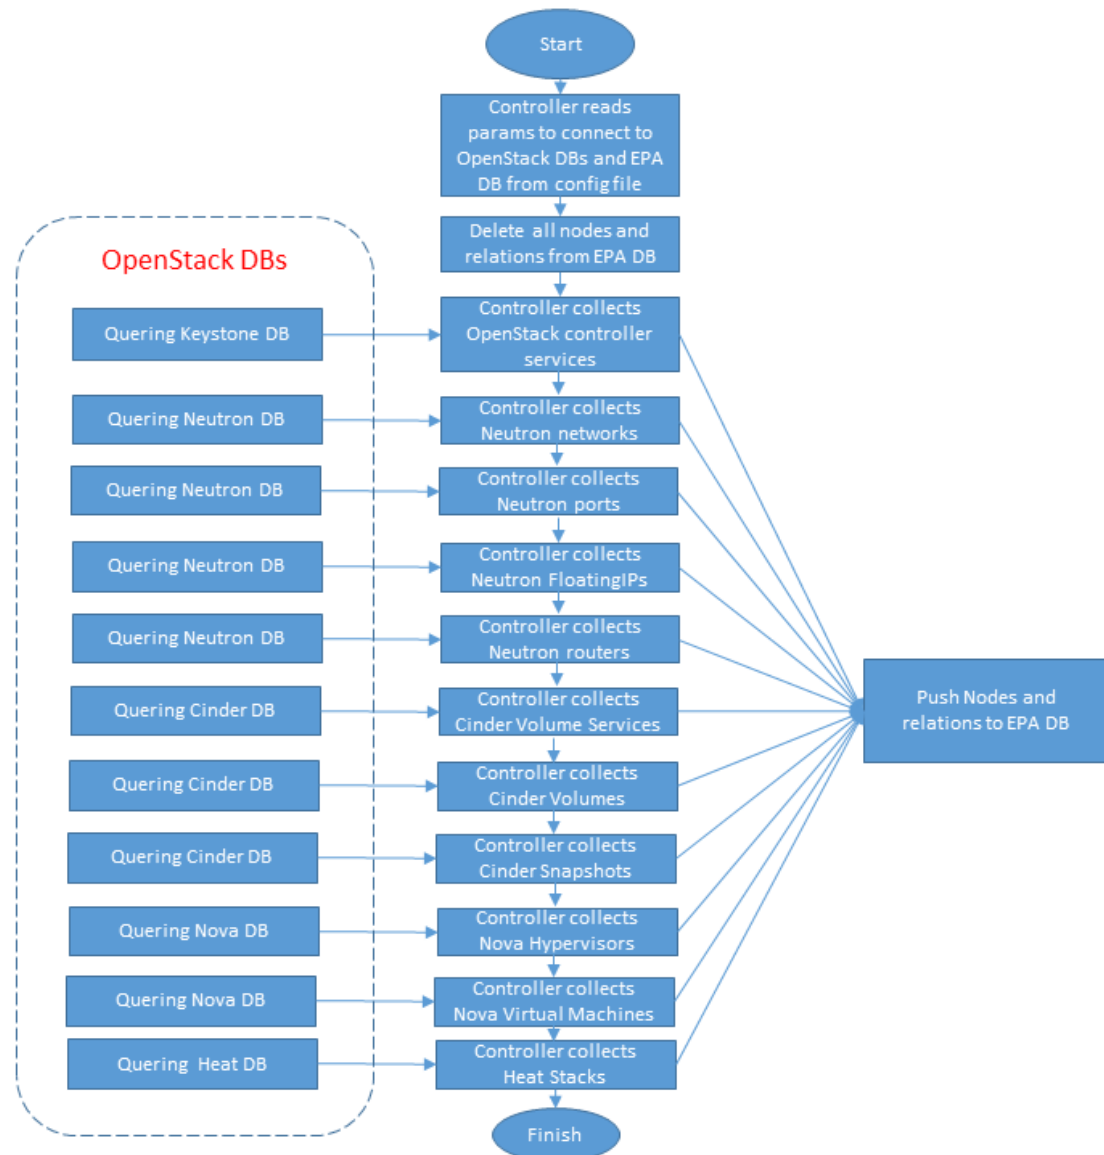 Start
Controller reads
params to connect to
OpenStack DBs and EPA
DB from config file
Delete all nodes and
relations from EPA DB
OpenStack DBs
Quering Keystone DB
Controller collects
OpenStack controller
services
Quering Neutron DB
Controller collects
Neutron networks
Quering Neutron DB
Controller collects
Neutron ports
Quering Neutron DB
Controller collects
Neutron FloatingIPs
Quering Neutron DB
Controller collects
Neutron routers
Quering Cinder DB
Controller collects
Cinder Volume Services
Push Nodes and
relations to EPA DB
Quering Cinder DB
Controller collects
Cinder Volumes
Quering Cinder DB
Controller collects
Cinder Snapshots
Quering Nova DB
Controller collects
Nova Hypervisors
Quering Nova DB
Controller collects
Nova Virtual Machines
Quering Heat DB
Controller collects
Heat Stacks
Finish